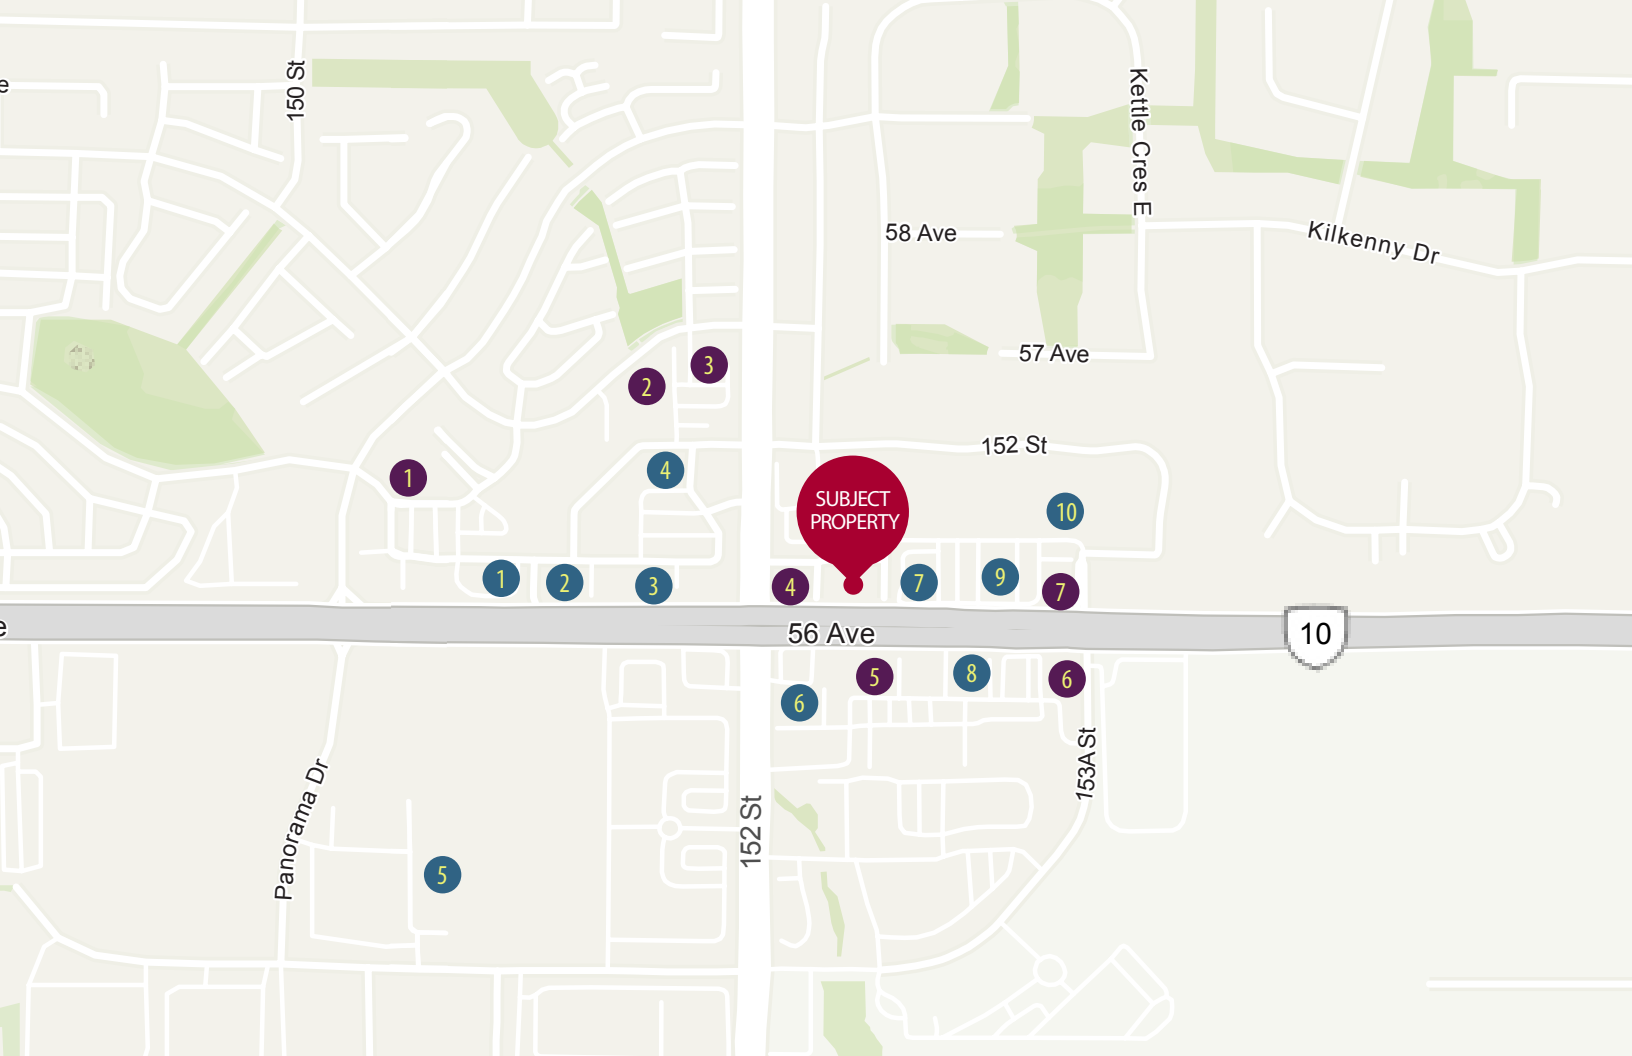 150 St
e
Kettle Cres E
58 Ave
Kilkenny Dr
57 Ave
3
2
152 St
4
1
SUBJECT
PROPERTY
10
1
2
3
4
7
9
7
56 Ave
10
e
5
8
6
6
153A St
Panorama Dr
152 St
5